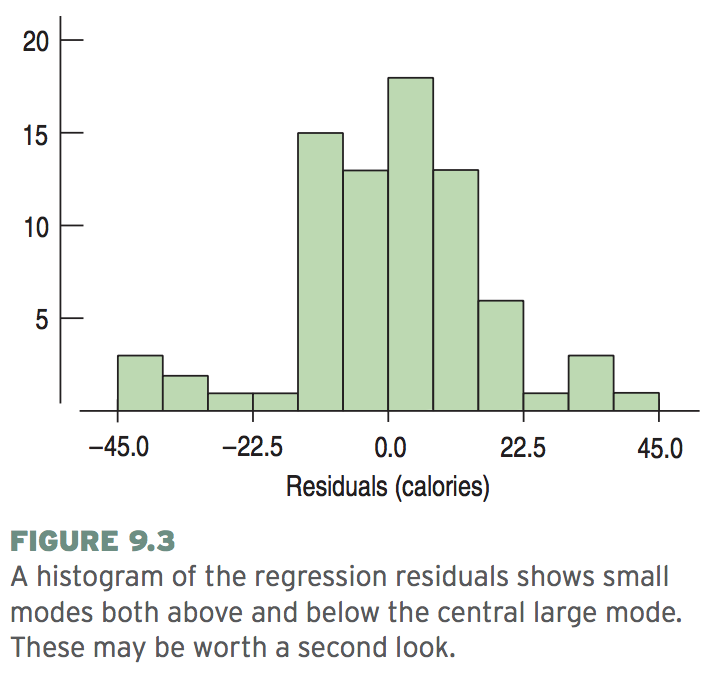 20
15
10
5
–45.0 –22.5 0.0 22.5 45.0
Residuals (calories)
FIGURE 9.3
A histogram of the regression residuals shows small
modes both above and below the central large mode.
These may be worth a second look.